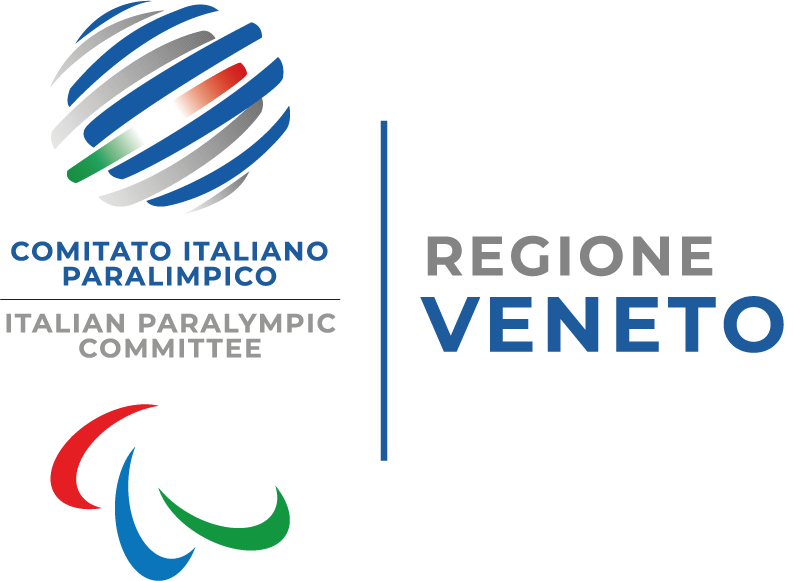 COMITATO ITALIANO
PARALIMPICO
ITALIAN PARALYMPIC
COMMITTEE
REGIONE
VENETO